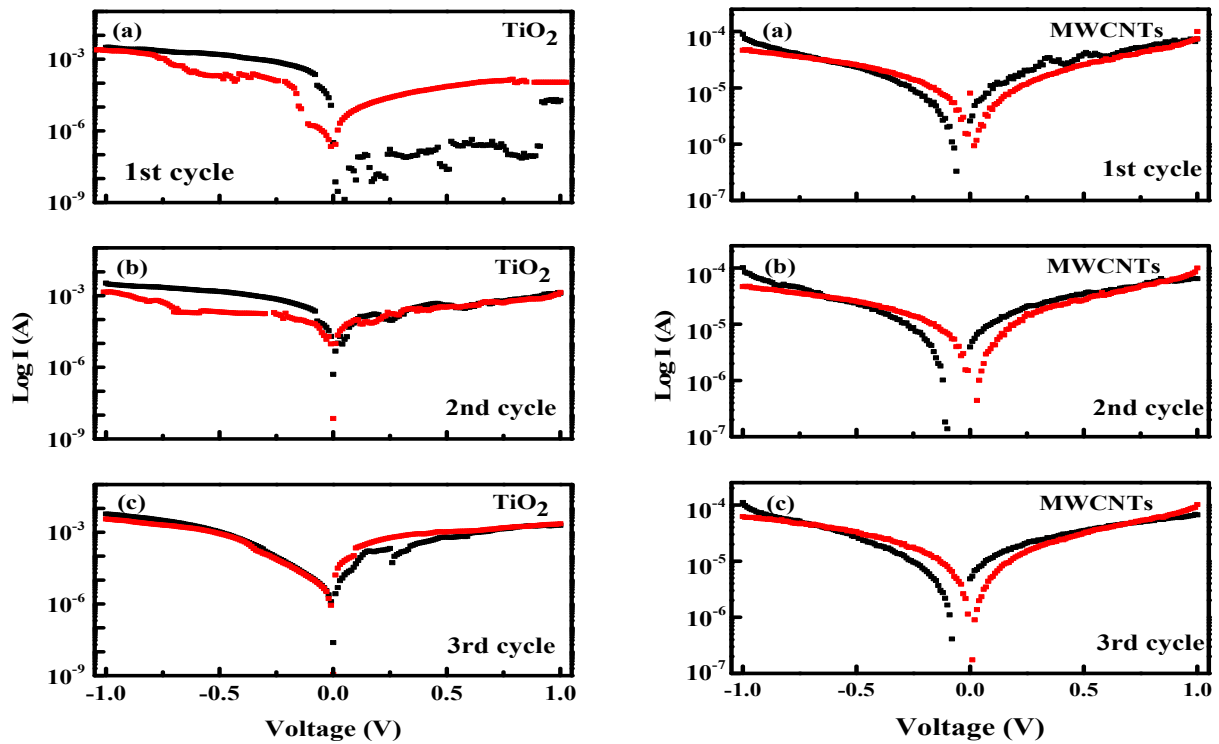 (a) TiO2
10-3
10-6
1st cycle
10-9
(b) TiO2
10-3
10-6
2nd cycle
10-9
(c) TiO2
10-3
10-6
3rd cycle
10-9
-1.0 -0.5 0.0 0.5 1.0
Voltage (V)
Log I (A)
(a) MWCNTs
10-4
10-5
10-6
1st cycle
10-7
(b) MWCNTs
10-4
10-5
10-6
2nd cycle
10-7
(c) MWCNTs
10-4
10-5
10-6
3rd cycle
10-7
-1.0 -0.5 0.0 0.5 1.0
Voltage (V)
Log I (A)